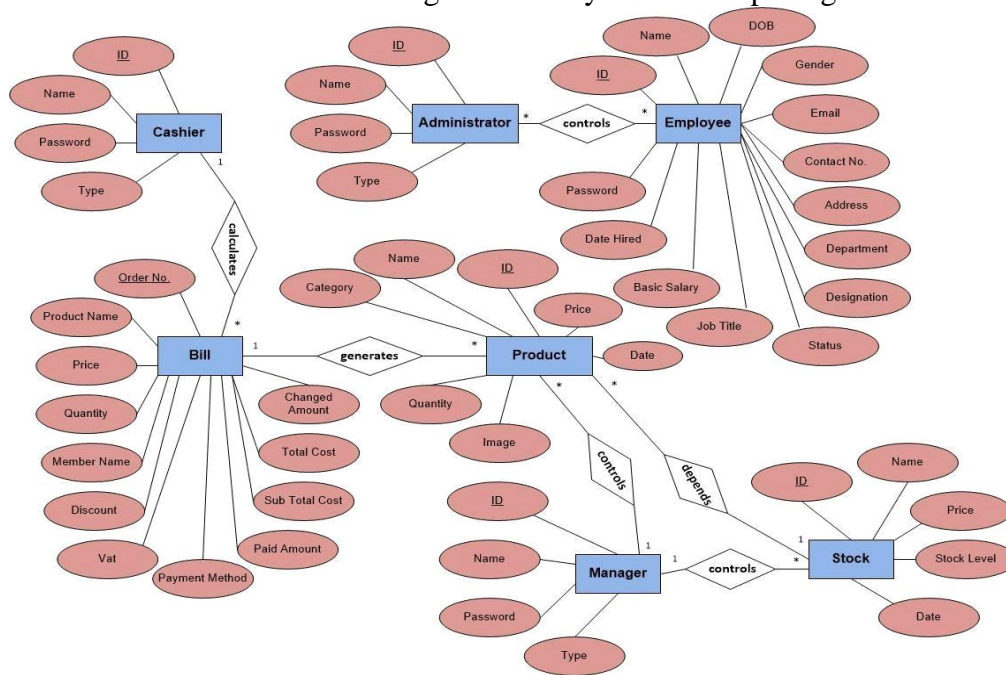 ID
Name
Cashier
Password
Type
1
calculates
*
ID
Name
Administrator
Password
Type
*
controls
*
Name
DOB
ID
Gender
Employee
Email
Contact No.
Address
Department
Designation
Status
Job Title
Basic Salary
Date Hired
Password
Order No.
Product Name
Bill
Price
Quantity
Member Name
Discount
Vat
Payment Method
Paid Amount
Sub Total Cost
Total Cost
Changed
Amount
1
generates
*
Name
ID
Category
Price
Product
Date
Quantity
Image
*
controls
1
*
depends
1
ID
Name
Manager
Password
Type
1
controls
*
ID
Name
Price
Stock
Stock Level
Date